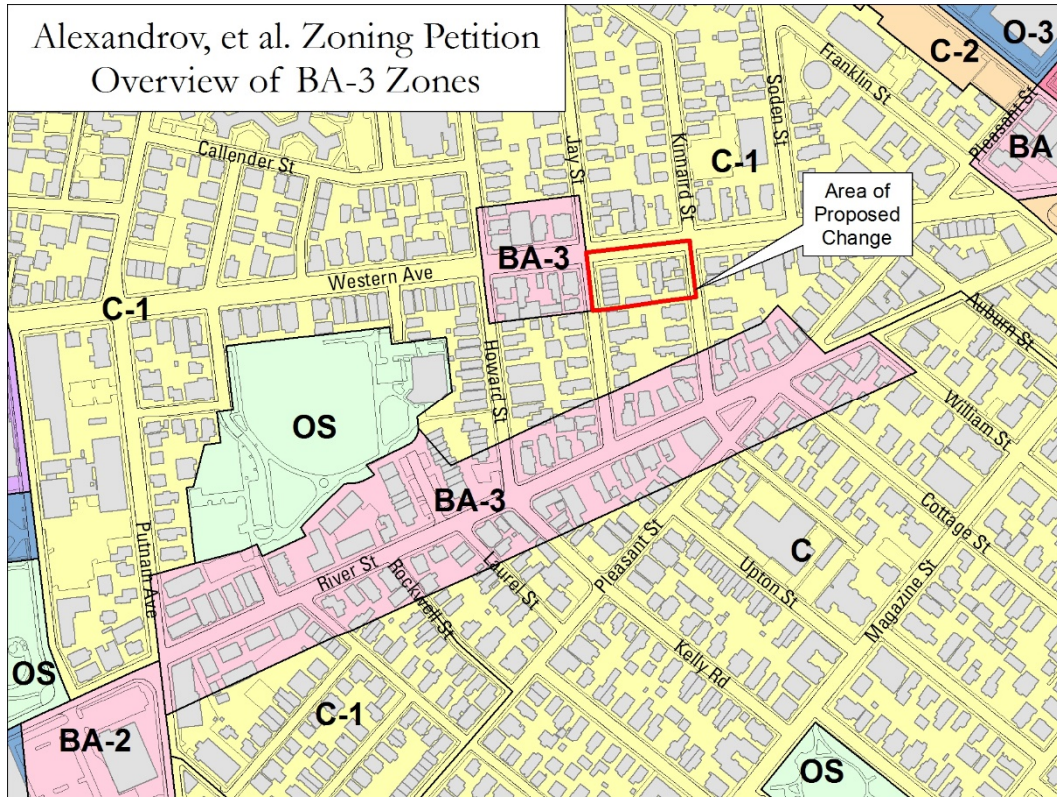 Alexandrov, et al. Zoning Petition
Overview of BA-3 Zones
C-2
O-3
Franklin St
Pleasant St
BA
Soden St
Callender St
Jay St
Kinnaird St
C-1
Area of
Proposed
Change
BA-3
Western Ave
C-1
Auburn St
Howard St
William St
OS
BA-3
Cottage St
Putnam Ave
River St
Rockwell St
Laurel St
Pleasant St
C
Upton St
Magazine St
Kelly Rd
OS
C-1
BA-2
OS